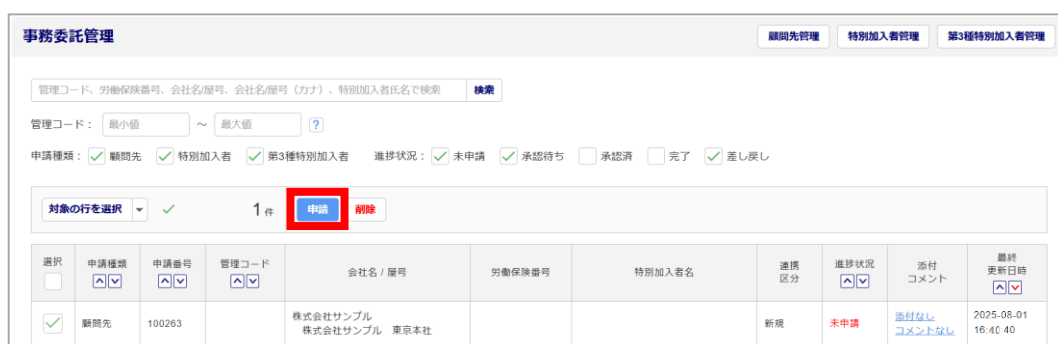 事務委託管理 顧問先管理 特別加入者管理 第3種特別加入者管理
管理コード、労働保険番号、会社名/屋号、会社名/屋号（カナ）、特別加入者氏名で検索 検索
管理コード： 最小値 ～ 最大値 ?
申請種類： 顧問先 特別加入者 第3種特別加入者 進捗状況： 未申請 承認待ち 承認済 完了 差し戻し
対象の行を選択 1 件 申請 削除
選択 申請種類 申請番号 管理コード 会社名 / 屋号 労働保険番号 特別加入者名 連携区分 進捗状況 添付コメント 最終更新日時
顧問先 100263 株式会社サンプル 新規 未申請 添付なし 2025-08-01
株式会社サンプル 東京本社 コメントなし 16:40:40